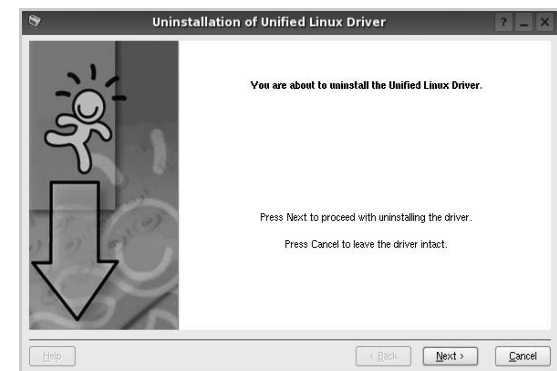 Uninstallation of Unified Linux Driver
You are about to uninstall the Unified Linux Driver.
Press Next to proceed with uninstalling the driver.
Press Cancel to leave the driver intact.
Help
< Back
Next >
Cancel